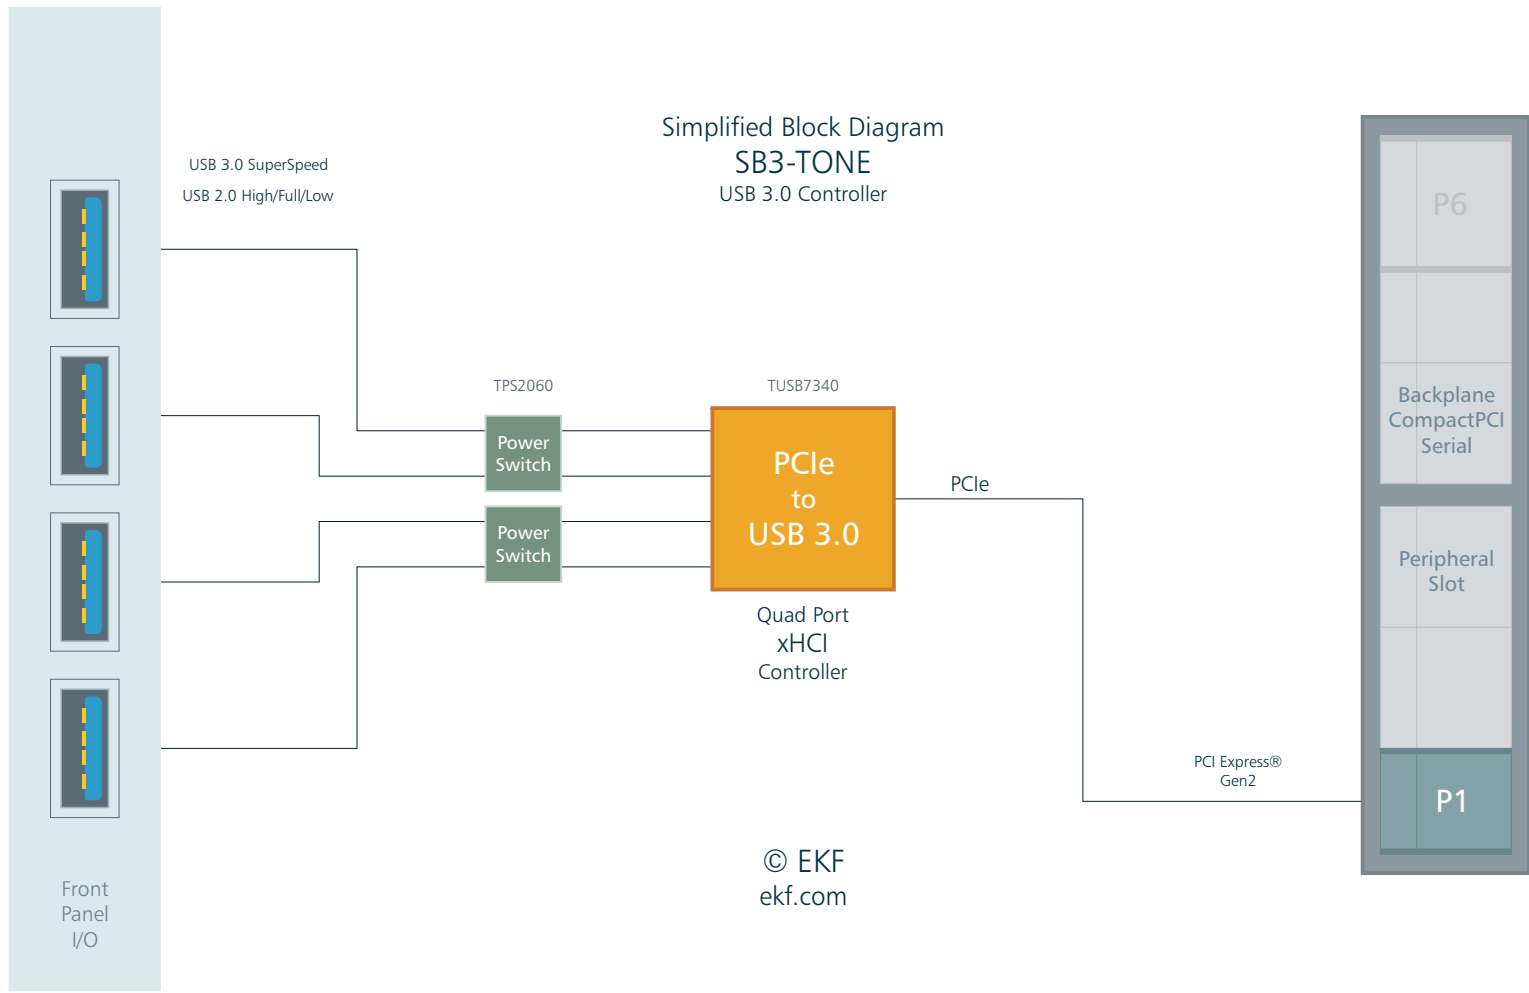 Simplified Block Diagram
SB3-TONE
USB 3.0 Controller
USB 3.0 SuperSpeed
USB 2.0 High/Full/Low
P6
TPS2060
TUSB7340
Power
Switch
Power
Switch
PCIe
to
USB 3.0
PCIe
Backplane
CompactPCI
Serial
Peripheral
Slot
Quad Port
xHCI
Controller
PCI Express®
Gen2
P1
© EKF
ekf.com
Front
Panel
I/O